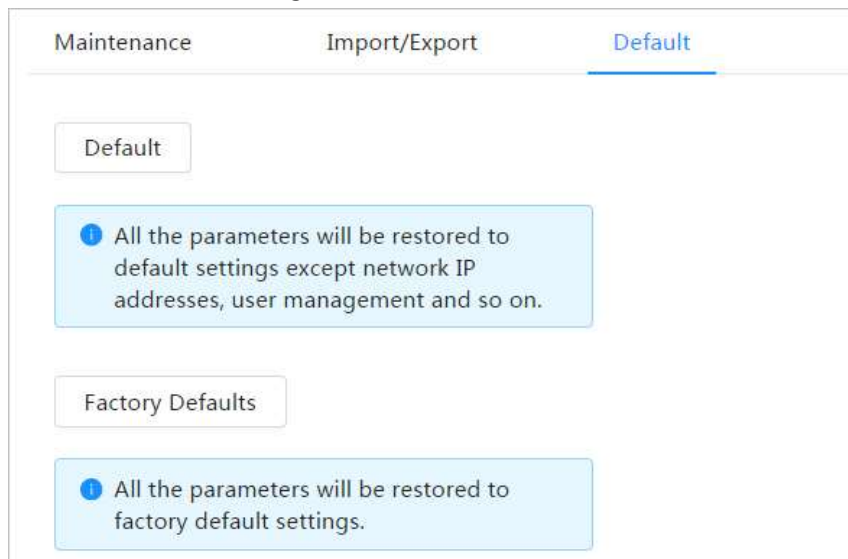 Maintenance Import/Export Default
Default
All the parameters will be restored to
default settings except network IP
addresses, user management and so on.
Factory Defaults
All the parameters will be restored to
factory default settings.